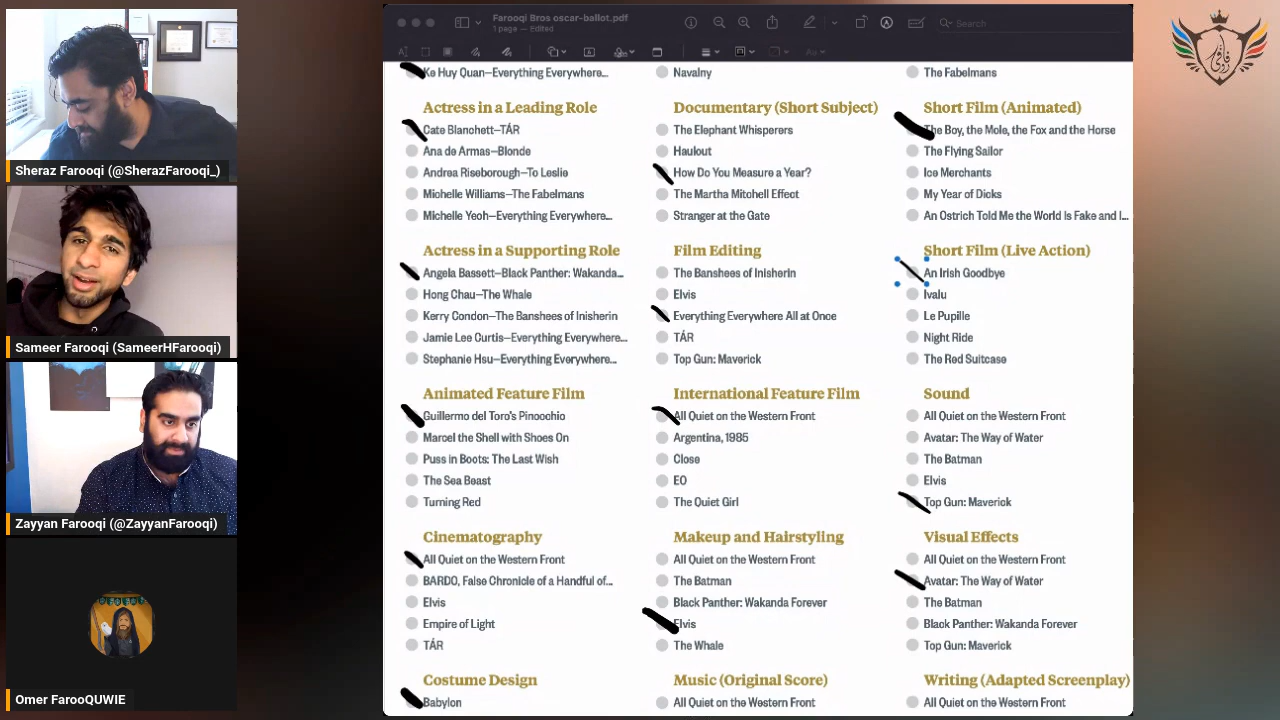 Sheraz Farooqi (@SherazFarooqi_)
Sameer Farooqi (SameerHFarooqi)
Zayyan Farooqi (@ZayyanFarooqi)
Omer FarooQUWIE
Farooqi Bros oscar-ballot.pdf
1 page — Edited
Search
Ke Huy Quan—Everything Everywhere...
Actress in a Leading Role
Cate Blanchett—TÁR
Ana de Armas—Blonde
Andrea Riseborough—To Leslie
Michelle Williams—The Fabelmans
Michelle Yeoh—Everything Everywhere...
Actress in a Supporting Role
Angela Bassett—Black Panther: Wakanda...
Hong Chau—The Whale
Kerry Condon—The Banshees of Inisherin
Jamie Lee Curtis—Everything Everywhere...
Stephanie Hsu—Everything Everywhere...
Animated Feature Film
Guillermo del Toro's Pinocchio
Marcel the Shell with Shoes On
Puss in Boots: The Last Wish
The Sea Beast
Turning Red
Cinematography
All Quiet on the Western Front
BARDO, False Chronicle of a Handful of...
Elvis
Empire of Light
TÁR
Costume Design
Babylon
Navalny
Documentary (Short Subject)
The Elephant Whisperers
Haulout
How Do You Measure a Year?
The Martha Mitchell Effect
Stranger at the Gate
Film Editing
The Banshees of Inisherin
Elvis
Everything Everywhere All at Once
TÁR
Top Gun: Maverick
International Feature Film
All Quiet on the Western Front
Argentina, 1985
Close
EO
The Quiet Girl
Makeup and Hairstyling
All Quiet on the Western Front
The Batman
Black Panther: Wakanda Forever
Elvis
The Whale
Music (Original Score)
All Quiet on the Western Front
The Fabelmans
Short Film (Animated)
The Boy, the Mole, the Fox and the Horse
The Flying Sailor
Ice Merchants
My Year of Dicks
An Ostrich Told Me the World Is Fake and I...
Short Film (Live Action)
An Irish Goodbye
Ivalu
Le Pupille
Night Ride
The Red Suitcase
Sound
All Quiet on the Western Front
Avatar: The Way of Water
The Batman
Elvis
Top Gun: Maverick
Visual Effects
All Quiet on the Western Front
Avatar: The Way of Water
The Batman
Black Panther: Wakanda Forever
Top Gun: Maverick
Writing (Adapted Screenplay)
All Quiet on the Western Front